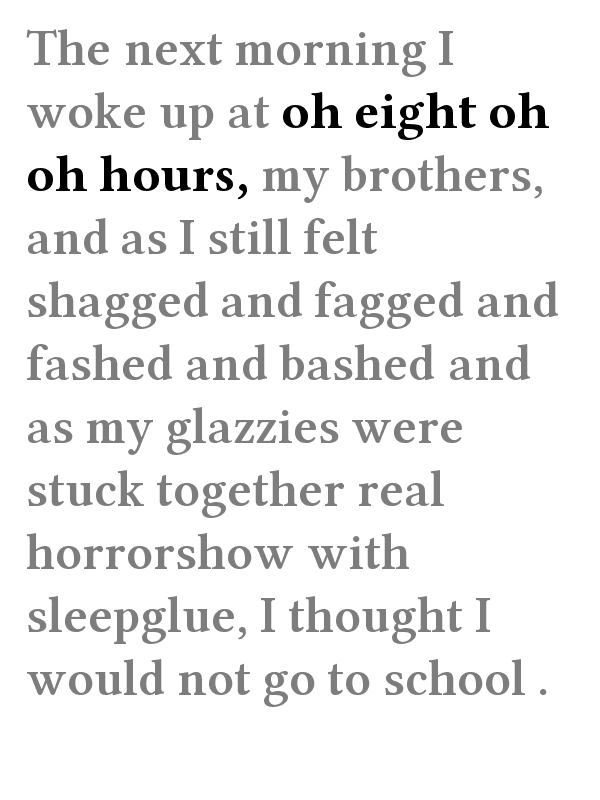 The next morning I
woke up at oh eight oh
oh hours, my brothers,
and as I still felt
shagged and fagged and
fashed and bashed and
as my glazzies were
stuck together real
horrorshow with
sleepglue, I thought I
would not go to school .